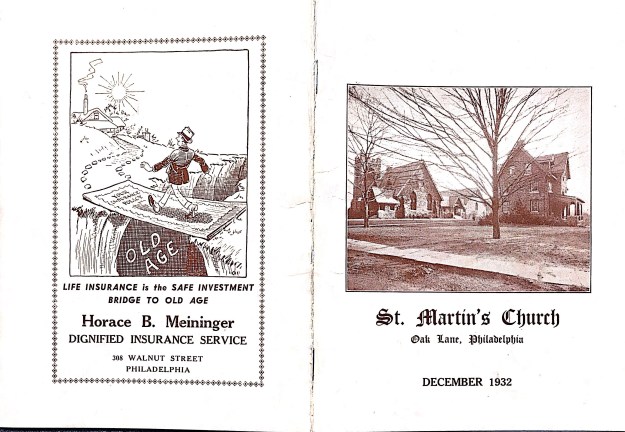 OLD
AGE
LIFE INSURANCE is the SAFE INVESTMENT
BRIDGE TO OLD AGE
Horace B. Meininger
DIGNIFIED INSURANCE SERVICE
308 WALNUT STREET
PHILADELPHIA
St. Martin's Church
Oak Lane, Philadelphia
DECEMBER 1932